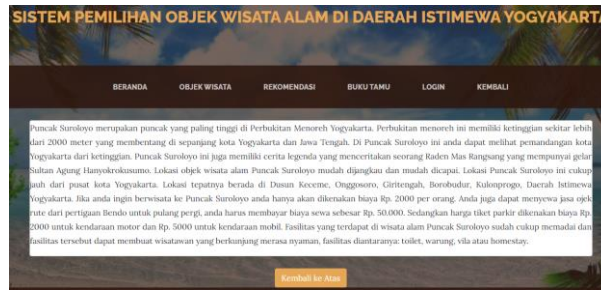 SISTEM PEMILIHAN OBJEK WISATA ALAM DI DAERAH ISTIMEWA YOGYAKARTA
BERANDA OBJEK WISATA REKOMENDASI BUKU TAMU LOGIN KEMBALI
Puncak Suroloyo merupakan puncak yang paling tinggi di Perbukitan Menoreh Yogyakarta. Perbukitan menoreh ini memiliki ketinggian sekitar lebih
dari 2000 meter yang membentang di sepanjang kota Yogyakarta dan Jawa Tengah. Di Puncak Suroloyo ini anda dapat melihat pemandangan kota
Yogyakarta dari ketinggian. Puncak Suroloyo ini juga memiliki cerita legenda yang menceritakan seorang Raden Mas Rangsang yang mempunyai gelar
Sultan Agung Hanyokrokusumo. Lokasi objek wisata alam Puncak Suroloyo mudah dijangkau dan mudah dicapai. Lokasi Puncak Suroloyo ini cukup
jauh dari pusat kota Yogyakarta. Lokasi tepatnya berada di Dusun Keceme, Onggosoro, Giritengah, Borobudur, Kulonprogo, Daerah Istimewa
Yogyakarta. Jika anda ingin berwisata ke Puncak Suroloyo anda hanya akan dikenakan biaya Rp. 2000 per orang. Anda juga dapat menyewa jasa ojek
rute dari pertigaan Bendo untuk pulang pergi, anda harus membayar biaya sewa sebesar Rp. 50.000. Sedangkan harga tiket parkir dikenakan biaya Rp.
2000 untuk kendaraan motor dan Rp. 5000 untuk kendaraan mobil. Fasilitas yang terdapat di wisata alam Puncak Suroloyo sudah cukup memadai dan
fasilitas tersebut dapat membuat wisatawan yang berkunjung merasa nyaman, fasilitas diantaranya: toilet, warung, vila atau homestay.
Kembali ke Atas